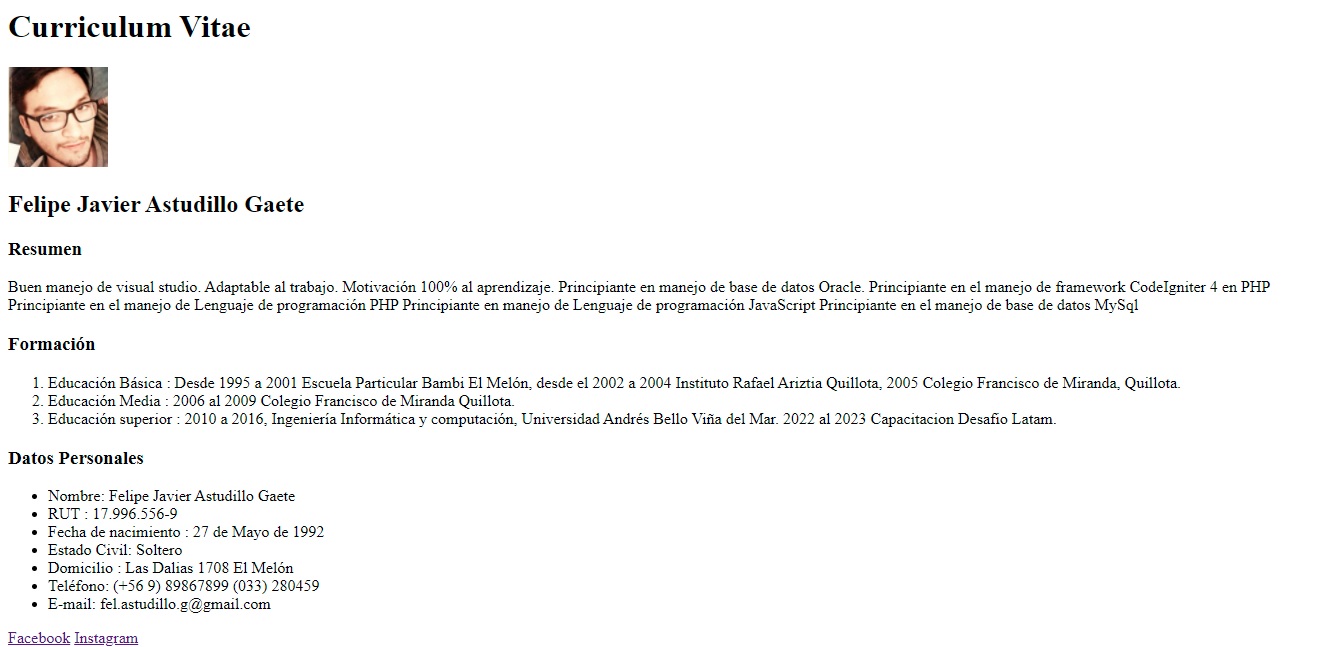 Curriculum Vitae
Felipe Javier Astudillo Gaete
Resumen
Buen manejo de visual studio. Adaptable al trabajo. Motivación 100% al aprendizaje. Principiante en manejo de base de datos Oracle. Principiante en el manejo de framework CodeIgniter 4 en PHP
Principiante en el manejo de Lenguaje de programación PHP Principiante en manejo de Lenguaje de programación JavaScript Principiante en el manejo de base de datos MySql
Formación
1. Educación Básica : Desde 1995 a 2001 Escuela Particular Bambi El Melón, desde el 2002 a 2004 Instituto Rafael Ariztia Quillota, 2005 Colegio Francisco de Miranda, Quillota.
2. Educación Media : 2006 al 2009 Colegio Francisco de Miranda Quillota.
3. Educación superior : 2010 a 2016, Ingeniería Informática y computación, Universidad Andrés Bello Viña del Mar. 2022 al 2023 Capacitacion Desafio Latam.
Datos Personales
• Nombre: Felipe Javier Astudillo Gaete
• RUT : 17.996.556-9
• Fecha de nacimiento : 27 de Mayo de 1992
• Estado Civil: Soltero
• Domicilio : Las Dalias 1708 El Melón
• Teléfono: (+56 9) 89867899 (033) 280459
• E-mail: fel.astudillo.g@gmail.com
Facebook Instagram